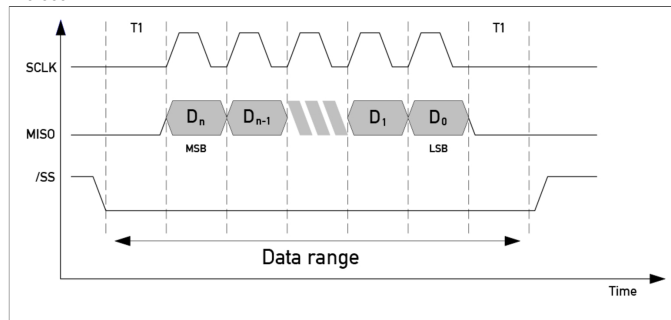 T1 T1
SCLK
MISO Dn Dn-1 D1 D0
MSB LSB
/SS
Data range
Time